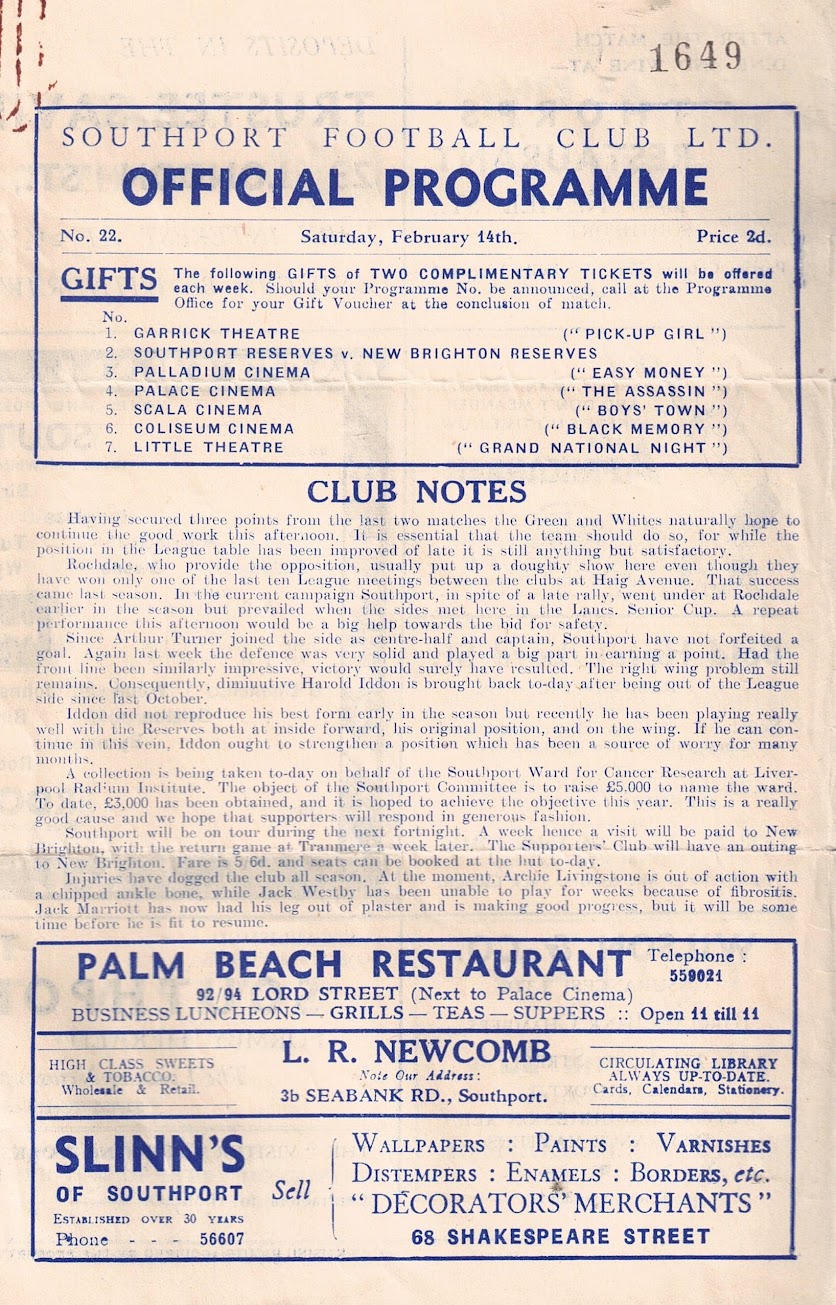 1649
SOUTHPORT FOOTBALL CLUB LTD.
OFFICIAL PROGRAMME
No. 22. Saturday, February 14th. Price 2d.
GIFTS The following GIFTS of TWO COMPLIMENTARY TICKETS will be offered
each week. Should your Programme No. be announced, call at the Programme
Office for your Gift Voucher at the conclusion of match.
No.
1. GARRICK THEATRE (" PICK-UP GIRL ")
2. SOUTHPORT RESERVES v. NEW BRIGHTON RESERVES
3. PALLADIUM CINEMA (" EASY MONEY ")
4. PALACE CINEMA (" THE ASSASSIN ")
5. SCALA CINEMA (" BOYS' TOWN ")
6. COLISEUM CINEMA (" BLACK MEMORY ")
7. LITTLE THEATRE (" GRAND NATIONAL NIGHT ")
CLUB NOTES
Having secured three points from the last two matches the Green and Whites naturally hope to
continue the good work this afternoon. It is essential that the team should do so, for while the
position in the League table has been improved of late it is still anything but satisfactory.
Rochdale, who provide the opposition, usually put up a doughty show here even though they
have won only one of the last ten League meetings between the clubs at Haig Avenue. That success
came last season. In the current campaign Southport, in spite of a late rally, went under at Rochdale
earlier in the season but prevailed when the sides met here in the Lancs. Senior Cup. A repeat
performance this afternoon would be a big help towards the bid for safety.
Since Arthur Turner joined the side as centre-half and captain, Southport have not forfeited a
goal. Again last week the defence was very solid and played a big part in earning a point. Had the
front line been similarly impressive, victory would surely have resulted. The right wing problem still
remains. Consequently, diminutive Harold Iddon is brought back to-day after being out of the League
side since last October.
Iddon did not reproduce his best form early in the season but recently he has been playing really
well with the Reserves both at inside forward, his original position, and on the wing. If he can con-
tinue in this vein, Iddon ought to strengthen a position which has been a source of worry for many
months.
A collection is being taken to-day on behalf of the Southport Ward for Cancer Research at Liver-
pool Radium Institute. The object of the Southport Committee is to raise £5,000 to name the ward.
To date, £3,000 has been obtained, and it is hoped to achieve the objective this year. This is a really
good cause and we hope that supporters will respond in generous fashion.
Southport will be on tour during the next fortnight. A week hence a visit will be paid to New
Brighton, with the return game at Tranmere a week later. The Supporters' Club will have an outing
to New Brighton. Fare is 5/6d. and seats can be booked at the hut to-day.
Injuries have dogged the club all season. At the moment, Archie Livingstone is out of action with
a chipped ankle bone, while Jack Westby has been unable to play for weeks because of fibrositis.
Jack Marriott has now had his leg out of plaster and is making good progress, but it will be some
time before he is fit to resume.
PALM BEACH RESTAURANT Telephone :
559021
92/94 LORD STREET (Next to Palace Cinema)
BUSINESS LUNCHEONS — GRILLS — TEAS — SUPPERS :: Open 11 till 11
HIGH CLASS SWEETS
& TOBACCO.
Wholesale & Retail.
L. R. NEWCOMB
Note Our Address:
3b SEABANK RD., Southport.
CIRCULATING LIBRARY
ALWAYS UP-TO-DATE.
Cards, Calendars, Stationery.
SLINN'S
OF SOUTHPORT
ESTABLISHED OVER 30 YEARS
Phone - - - 56607
Sell
WALLPAPERS : PAINTS : VARNISHES
DISTEMPERS : ENAMELS : BORDERS, etc.
" DECORATORS' MERCHANTS "
68 SHAKESPEARE STREET